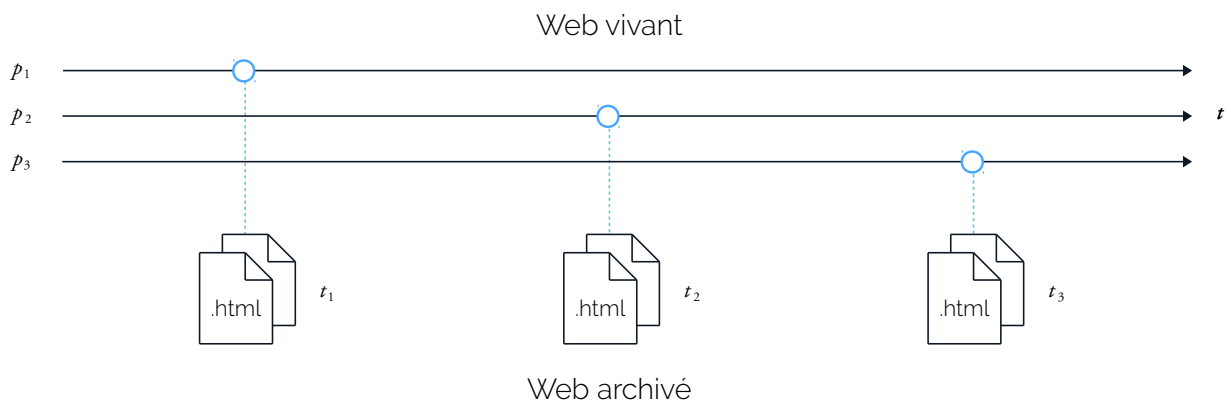 Web vivant
p₁
p₂ t
p₃
.html t₁ .html t₂ .html t₃
Web archivé